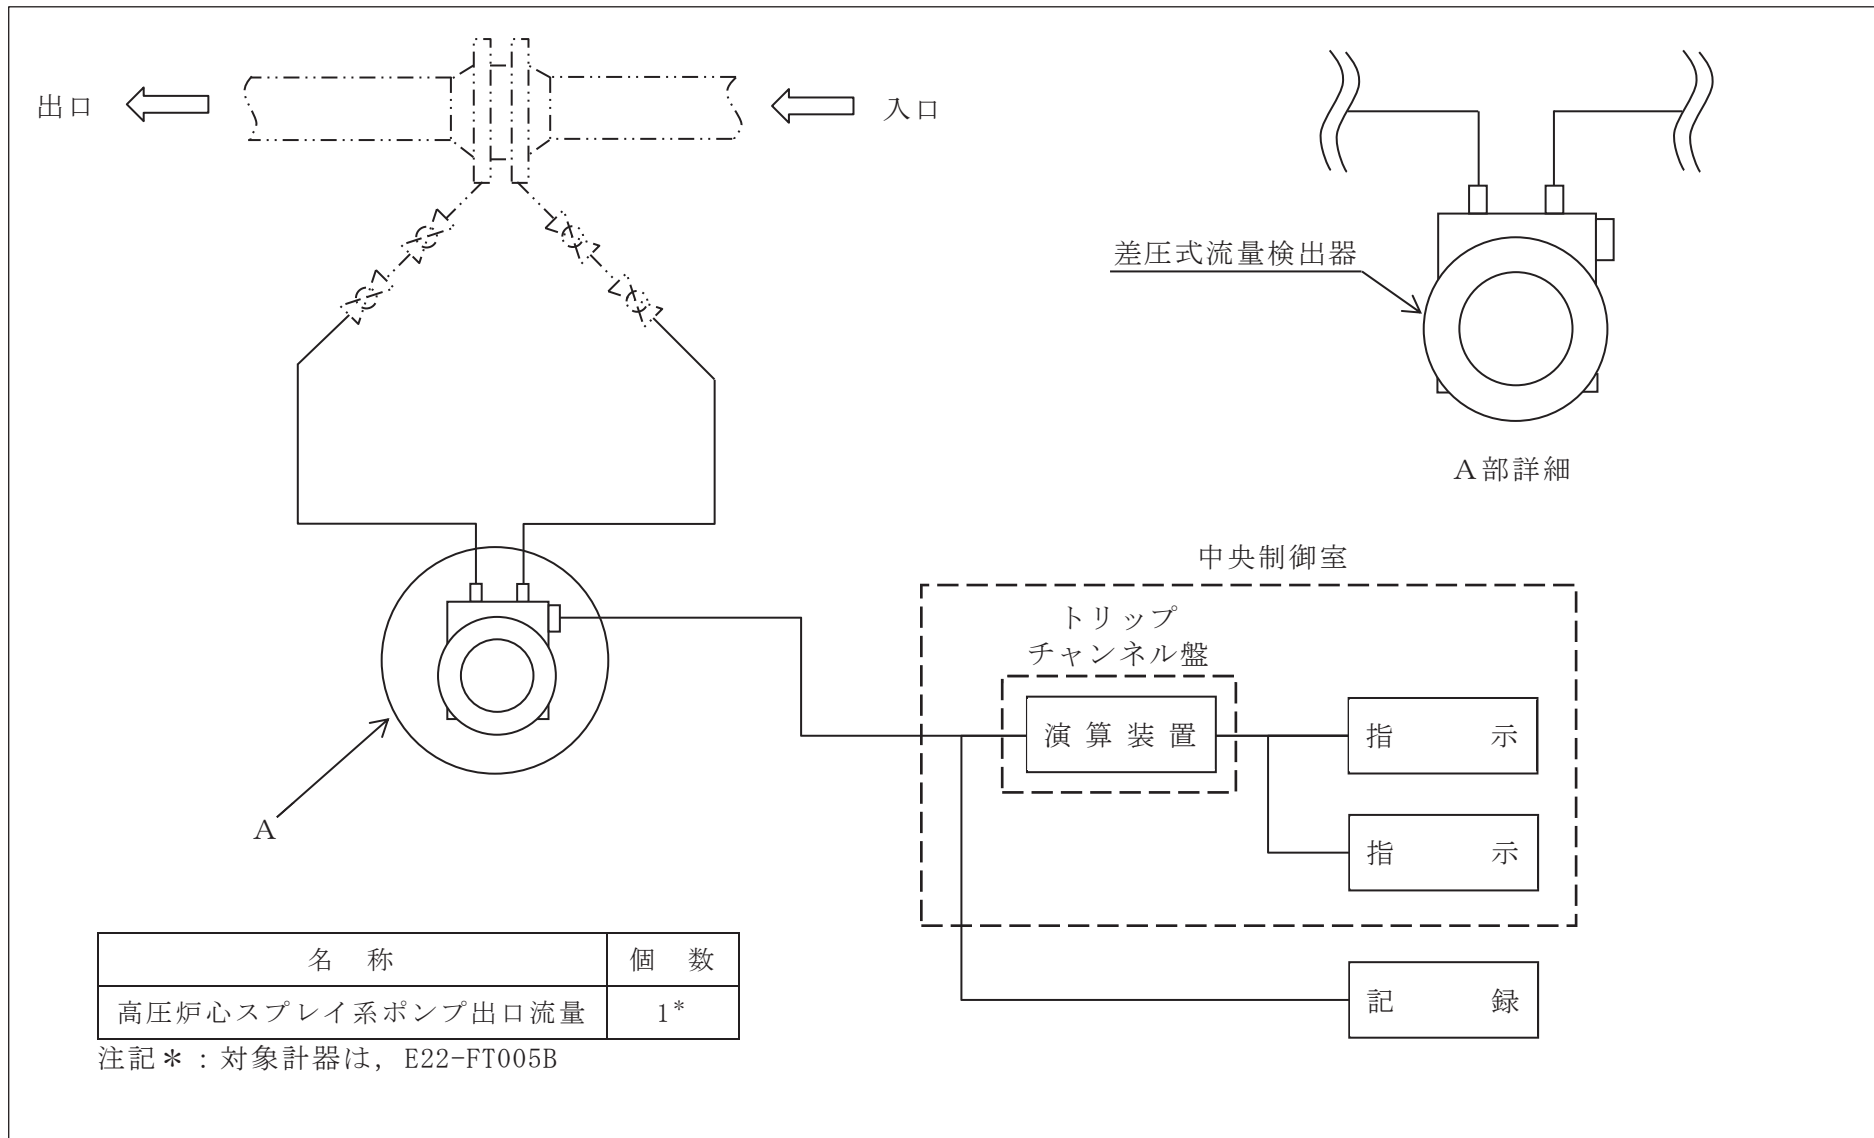 出口
入口
差圧式流量検出器
A部詳細
中央制御室
トリップ
チャンネル盤
演算装置
指示
指示
記録
A
名称 個数
高圧炉心スプレイ系ポンプ出口流量 1*
注記*：対象計器は，E22-FT005B